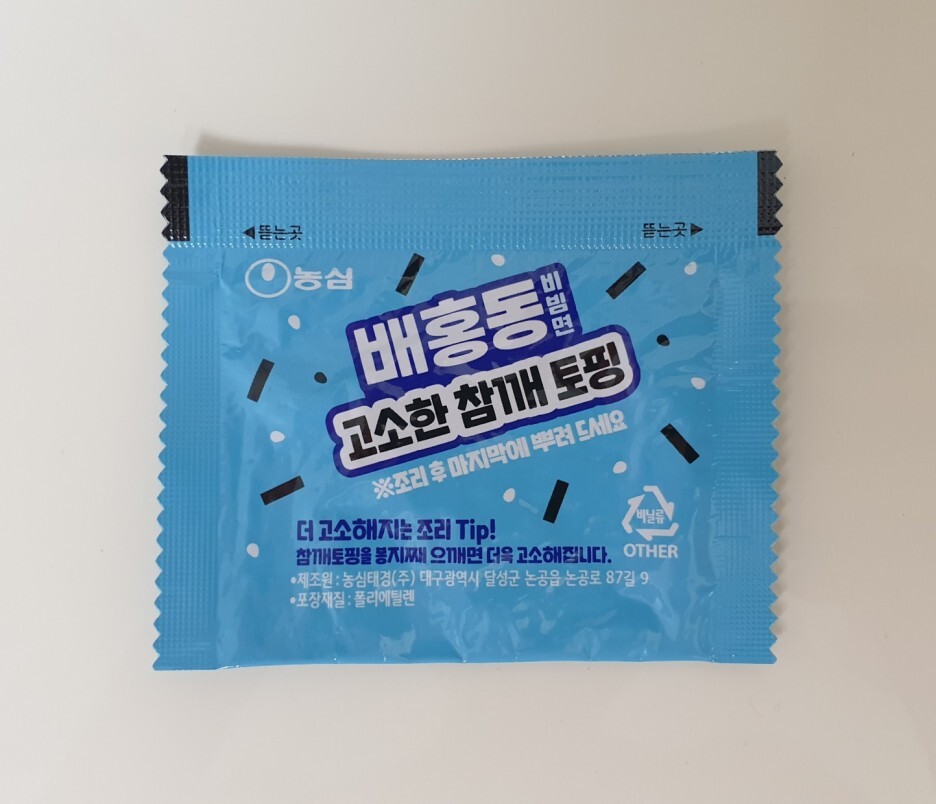 ◀뜯는곳 뜯는곳▶
농심
배홍동 비빔면
고소한 참깨 토핑
※조리 후 마지막에 뿌려 드세요
비닐류
OTHER
더 고소해지는 조리 Tip!
참깨토핑을 봉지째 으깨면 더욱 고소해집니다.
•제조원 : 농심태경(주) 대구광역시 달성군 논공읍 논공로 87길 9
•포장재질 : 폴리에틸렌